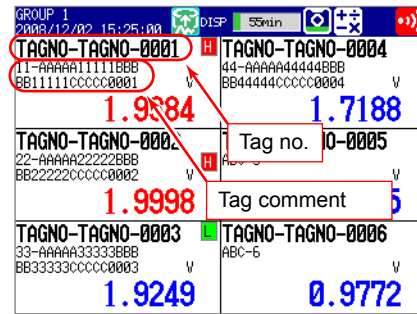 GROUP 1
2008/12/02 15:25:00 DISP 55min
TAGNO-TAGNO-0001 H
11-AAAAA11111BBB
BB11111CCCCC0001 V
1.9984
TAGNO-TAGNO-0004
44-AAAAA44444BBB
BB44444CCCCC0004 V
1.7188
TAGNO-TAGNO-0002
22-AAAAA22222BBB H
BB22222CCCCC0002 V
1.9998
Tag no.
Tag comment
TAGNO-TAGNO-0003 L
33-AAAAA33333BBB
BB33333CCCCC0003 V
1.9249
TAGNO-TAGNO-0006
ABC-6
V
0.9772